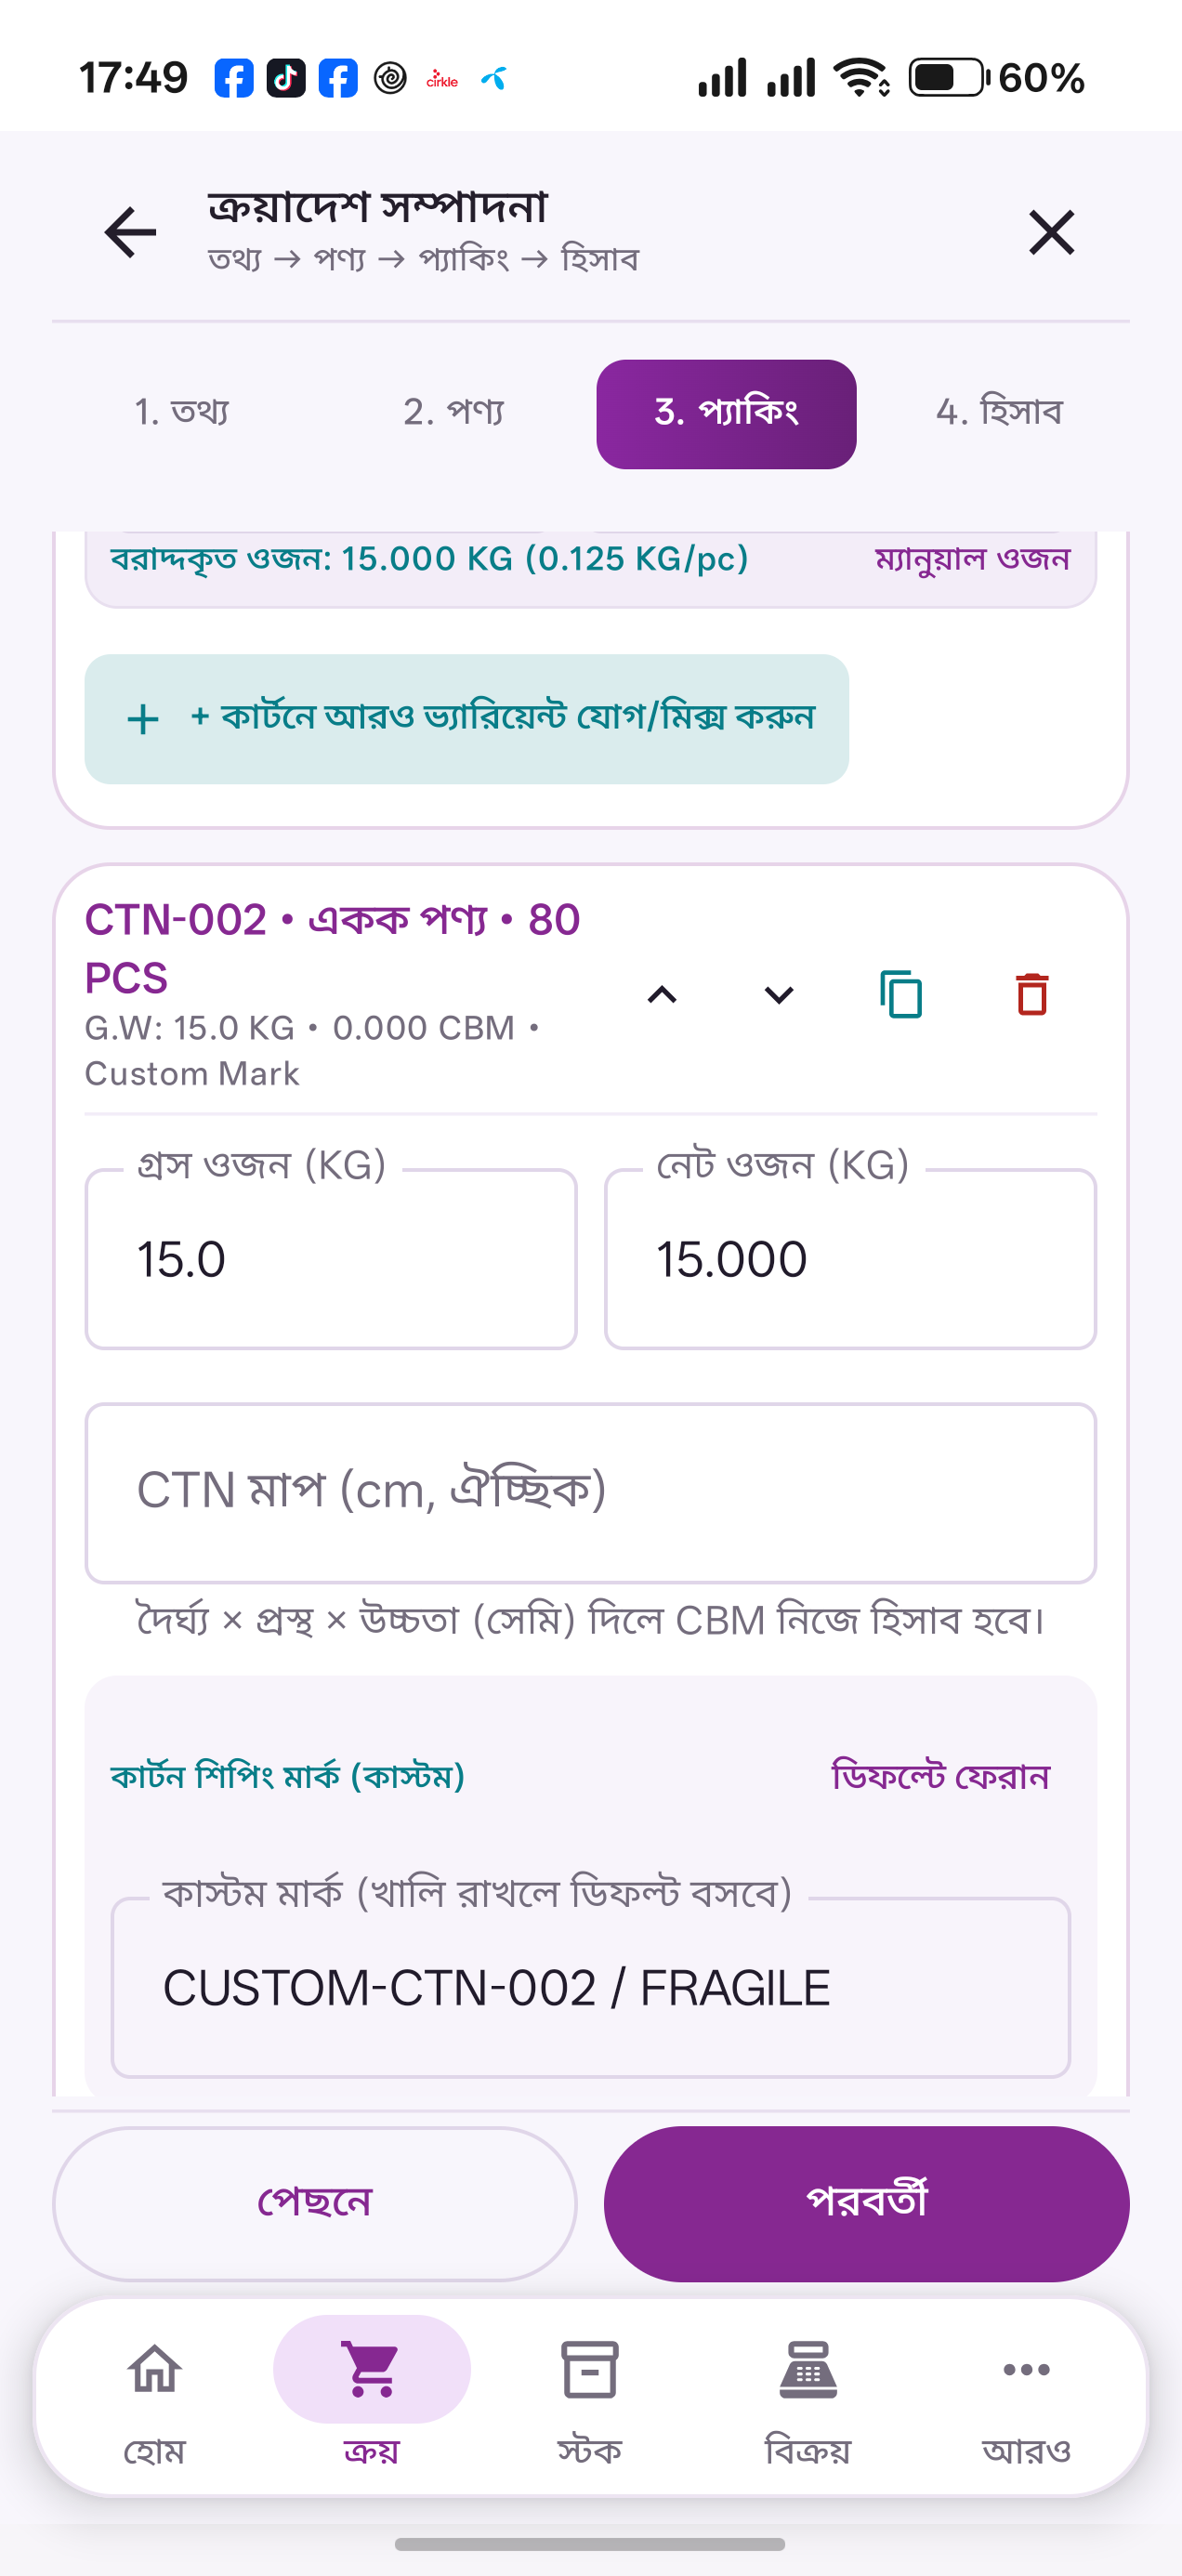 17:49
cirkle
60%
ক্রয়াদেশ সম্পাদনা
তথ্য → পণ্য → প্যাকিং → হিসাব
1. তথ্য
2. পণ্য
3. প্যাকিং
4. হিসাব
বরাদ্দকৃত ওজন: 15.000 KG (0.125 KG/pc)
ম্যানুয়াল ওজন
+ + কার্টনে আরও ভ্যারিয়েন্ট যোগ/মিক্স করুন
CTN-002 • একক পণ্য • 80
PCS
G.W: 15.0 KG • 0.000 CBM •
Custom Mark
গ্রস ওজন (KG)
15.0
নেট ওজন (KG)
15.000
CTN মাপ (cm, ঐচ্ছিক)
দৈর্ঘ্য × প্রস্থ × উচ্চতা (সেমি) দিলে CBM নিজে হিসাব হবে।
কার্টন শিপিং মার্ক (কাস্টম)
ডিফল্টে ফেরান
কাস্টম মার্ক (খালি রাখলে ডিফল্ট বসবে)
CUSTOM-CTN-002 / FRAGILE
পেছনে
পরবর্তী
হোম
ক্রয়
স্টক
বিক্রয়
আরও